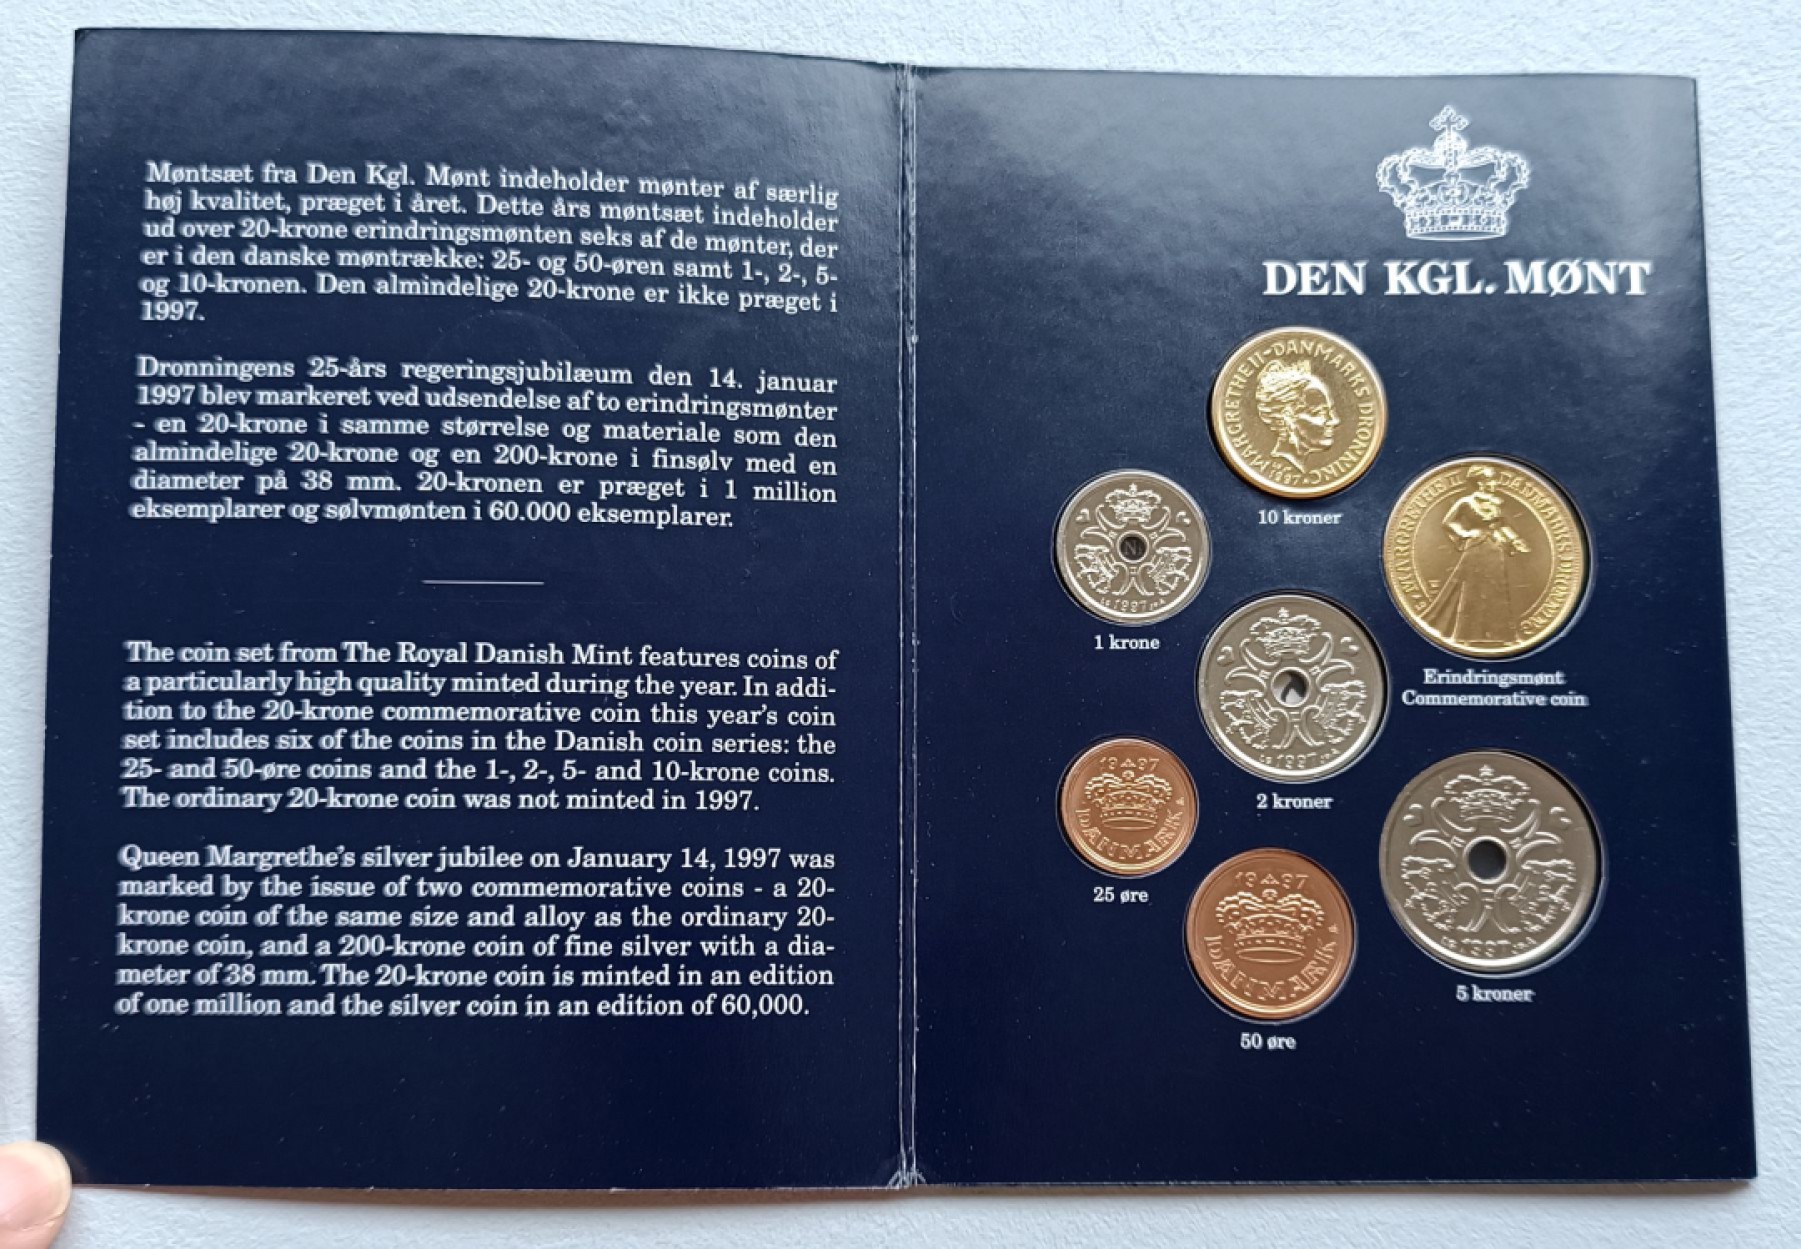 Møntsæt fra Den Kgl. Mønt indeholder mønter af særlig
høj kvalitet, præget i året. Dette års møntsæt indeholder
ud over 20-krone erindringsmønten seks af de mønter, der
er i den danske møntrække: 25- og 50-øren samt 1-, 2-, 5-
og 10-kronen. Den almindelige 20-krone er ikke præget i
1997.
Dronningens 25-års regeringsjubilæum den 14. januar
1997 blev markeret ved udsendelse af to erindringsmønter
- en 20-krone i samme størrelse og materiale som den
almindelige 20-krone og en 200-krone i finsølv med en
diameter på 38 mm. 20-kronen er præget i 1 million
eksemplarer og sølvmønten i 60.000 eksemplarer.
The coin set from The Royal Danish Mint features coins of
a particularly high quality minted during the year. In addi-
tion to the 20-krone commemorative coin this year's coin
set includes six of the coins in the Danish coin series: the
25- and 50-øre coins and the 1-, 2-, 5- and 10-krone coins.
The ordinary 20-krone coin was not minted in 1997.
Queen Margrethe's silver jubilee on January 14, 1997 was
marked by the issue of two commemorative coins - a 20-
krone coin of the same size and alloy as the ordinary 20-
krone coin, and a 200-krone coin of fine silver with a dia-
meter of 38 mm. The 20-krone coin is minted in an edition
of one million and the silver coin in an edition of 60,000.
DEN KGL. MØNT
MARGRETHE II - DANMARKS DRONNING
1997
10 kroner
MARGRETHE II DANMARKS DRONNING
Erindringsmønt
Commemorative coin
1997
1 krone
1997
2 kroner
1997
DANMARK
25 øre
1997
DANMARK
50 øre
1997
5 kroner